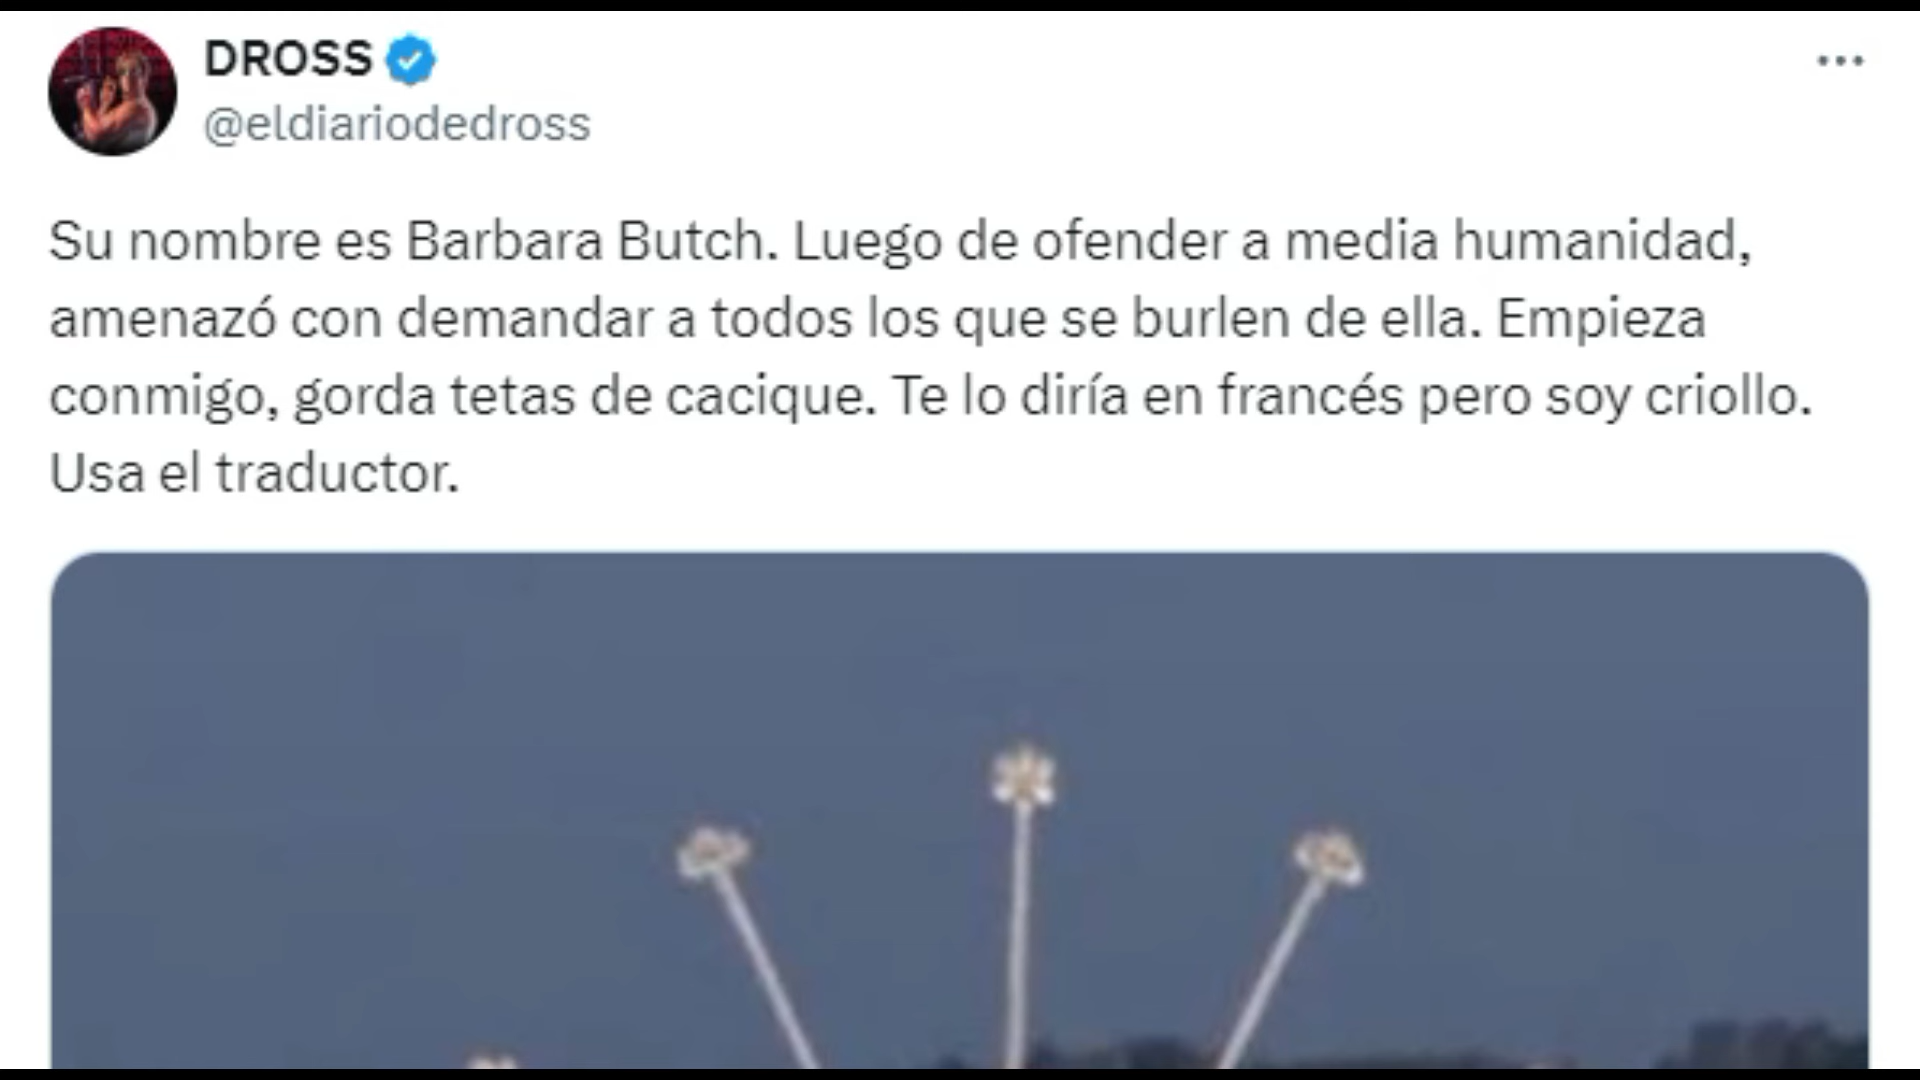 DROSS
@eldiariodedross
Su nombre es Barbara Butch. Luego de ofender a media humanidad,
amenazó con demandar a todos los que se burlen de ella. Empieza
conmigo, gorda tetas de cacique. Te lo diría en francés pero soy criollo.
Usa el traductor.